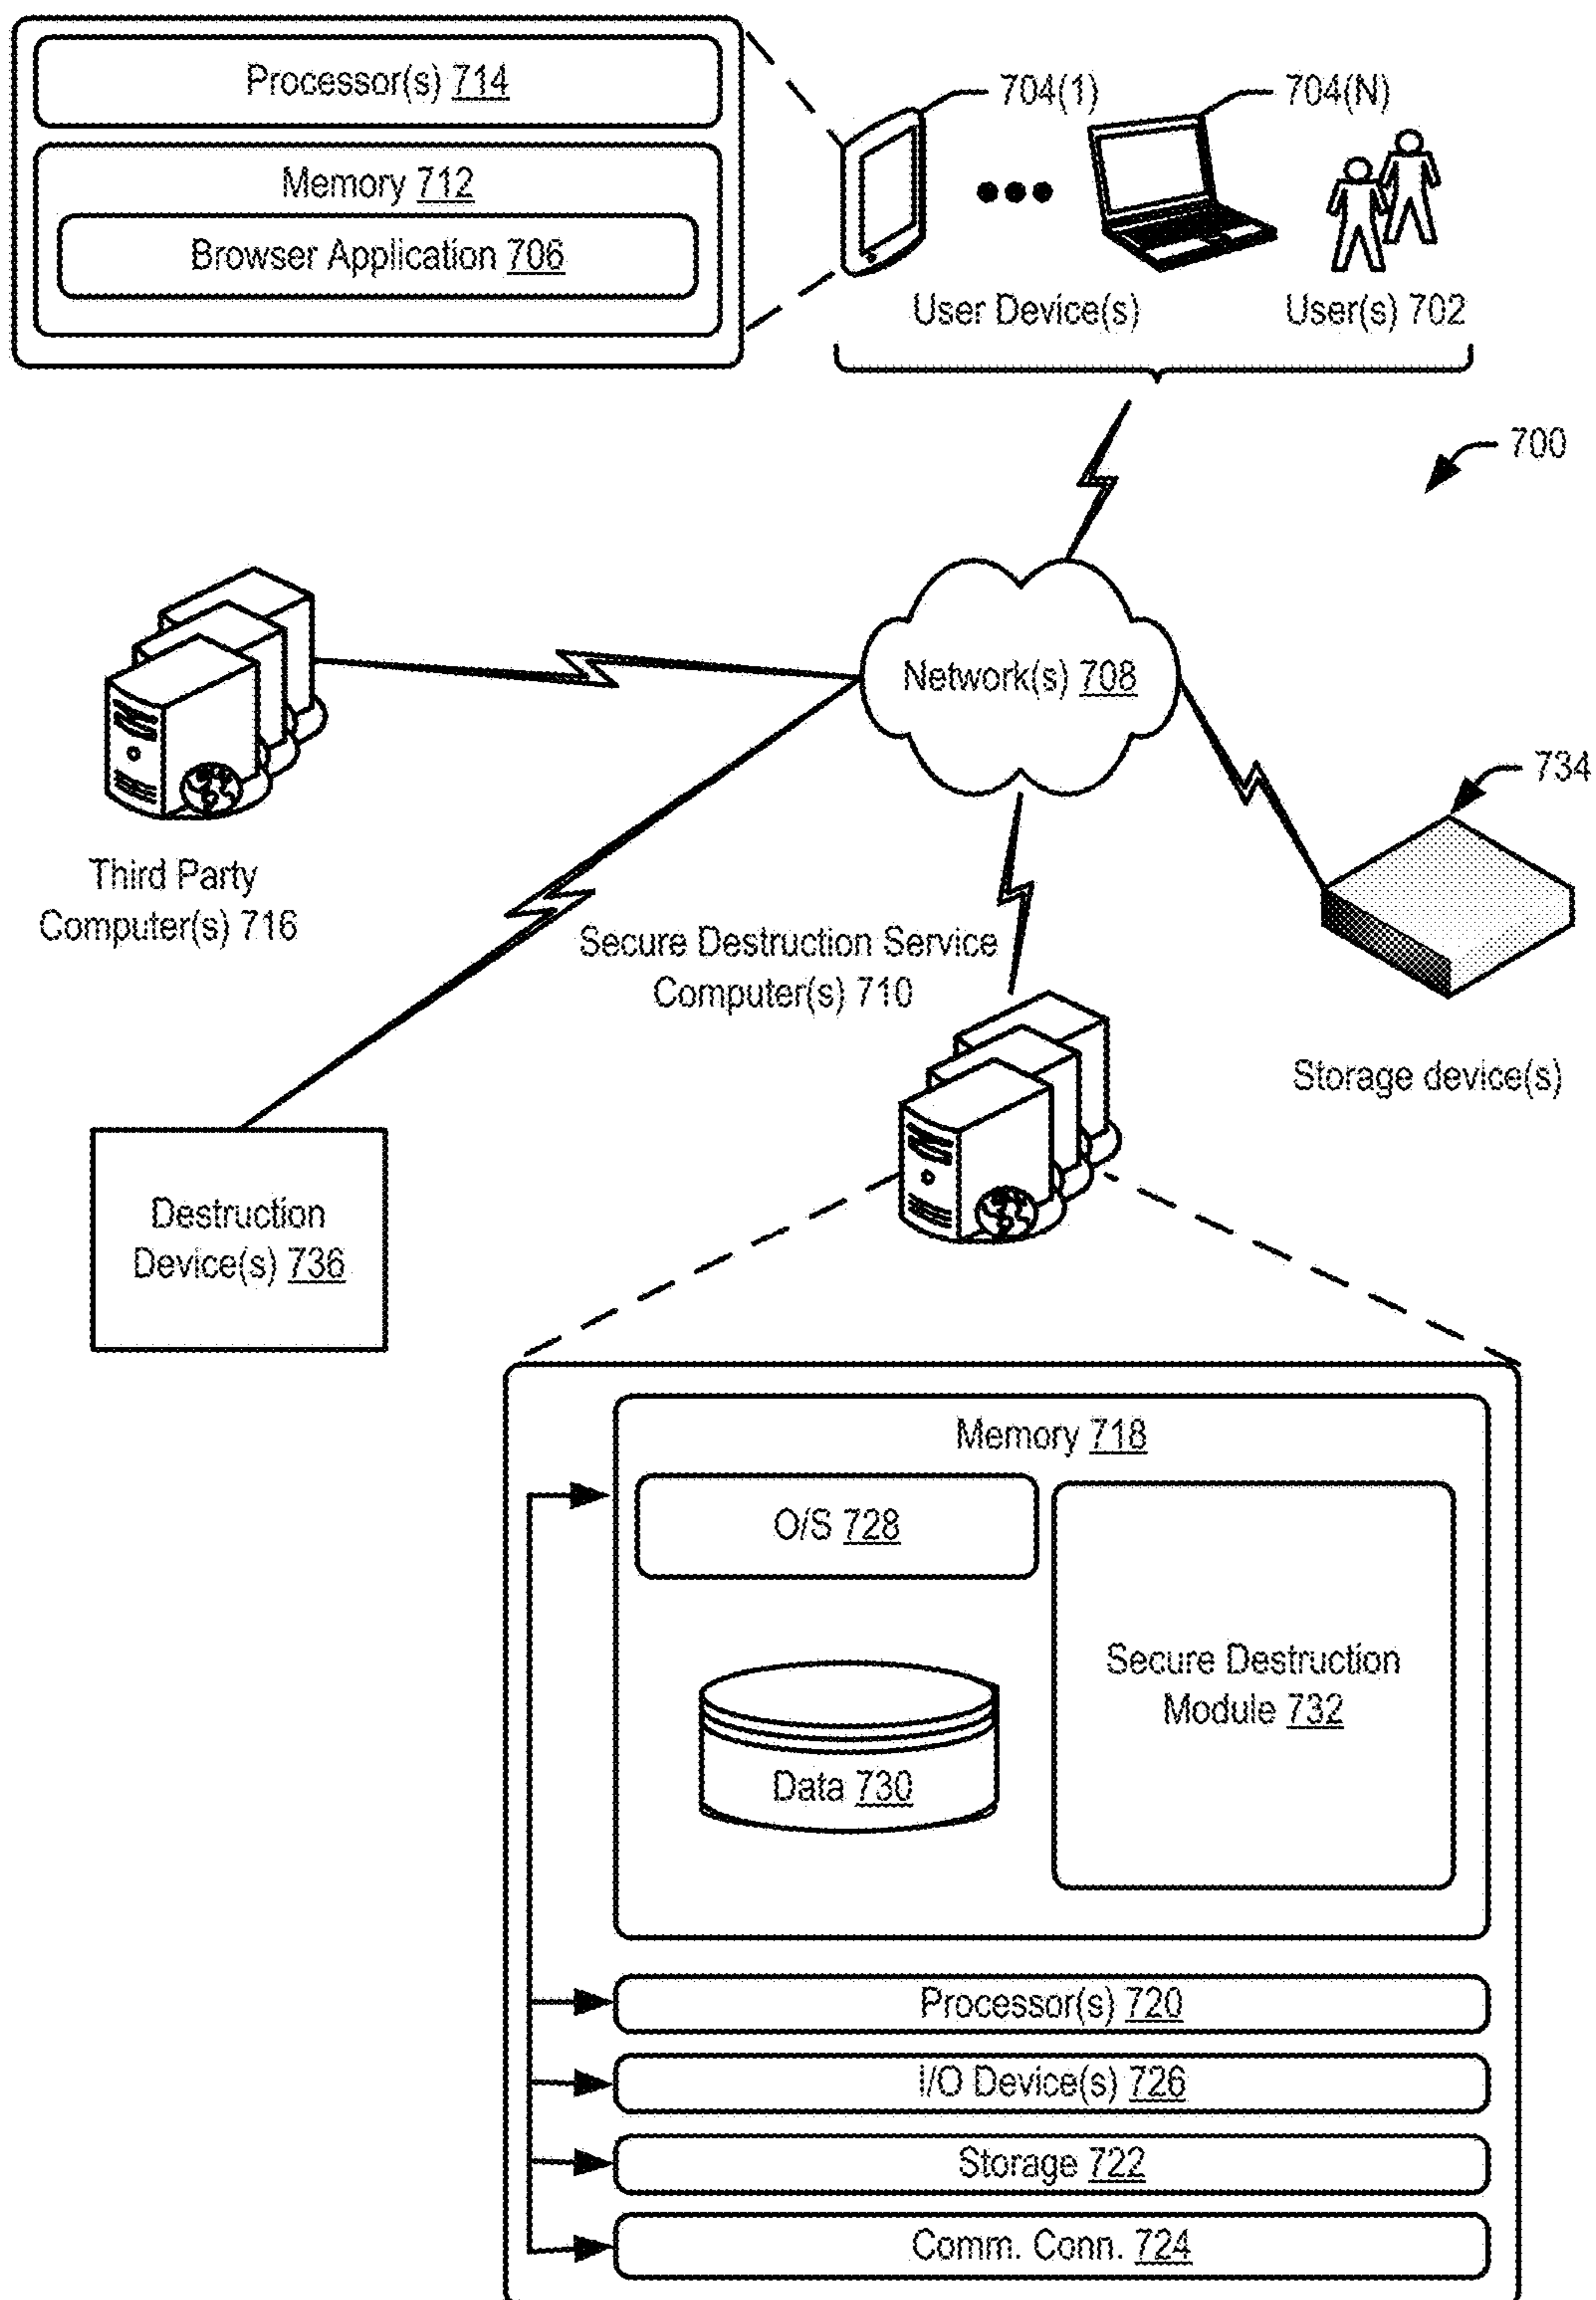 Processor(s) 714
Memory 712
Browser Application 706
704(1)
704(N)
User Device(s)
User(s) 702
700
Network(s) 708
734
Third Party
Computer(s) 716
Secure Destruction Service
Computer(s) 710
Storage device(s)
Destruction
Device(s) 736
Memory 718
O/S 728
Secure Destruction
Module 732
Data 730
Processor(s) 720
I/O Device(s) 726
Storage 722
Comm. Conn. 724